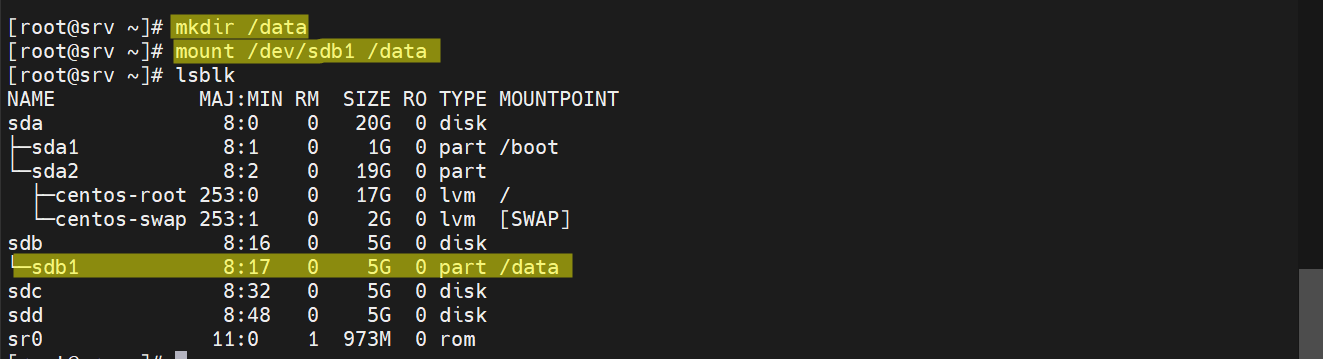 [root@srv ~]# mkdir /data
[root@srv ~]# mount /dev/sdb1 /data
[root@srv ~]# lsblk
NAME            MAJ:MIN RM  SIZE RO TYPE MOUNTPOINT
sda               8:0    0   20G  0 disk
├─sda1            8:1    0    1G  0 part /boot
└─sda2            8:2    0   19G  0 part
  ├─centos-root 253:0    0   17G  0 lvm  /
  └─centos-swap 253:1    0    2G  0 lvm  [SWAP]
sdb               8:16   0    5G  0 disk
└─sdb1            8:17   0    5G  0 part /data
sdc               8:32   0    5G  0 disk
sdd               8:48   0    5G  0 disk
sr0              11:0    1  973M  0 rom
[root@srv ~]#